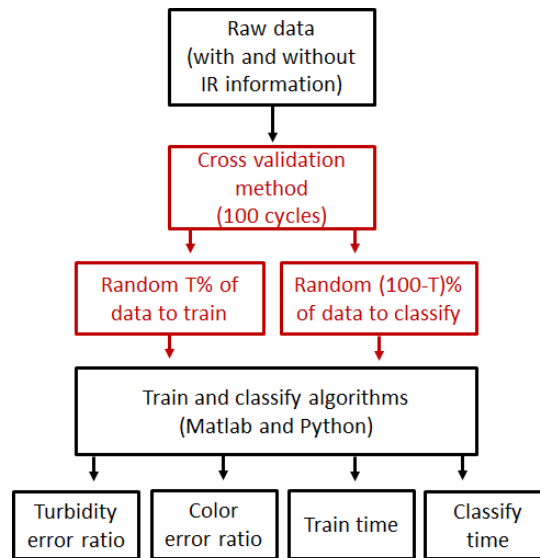 Raw data
(with and without
IR information)
Cross validation
method
(100 cycles)
Random T% of
data to train
Random (100-T)%
of data to classify
Train and classify algorithms
(Matlab and Python)
Turbidity
error ratio
Color
error ratio
Train time
Classify
time